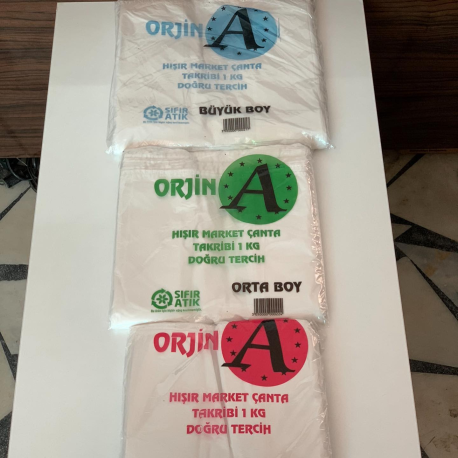 ORJİN A
HIŞIR MARKET ÇANTA
TAKRİBİ 1 KG
DOĞRU TERCİH
SIFIR
ATIK
BÜYÜK BOY
ORJİN A
HIŞIR MARKET ÇANTA
TAKRİBİ 1 KG
DOĞRU TERCİH
SIFIR
ATIK
ORTA BOY
ORJİN A
HIŞIR MARKET ÇANTA
TAKRİBİ 1 KG
DOĞRU TERCİH